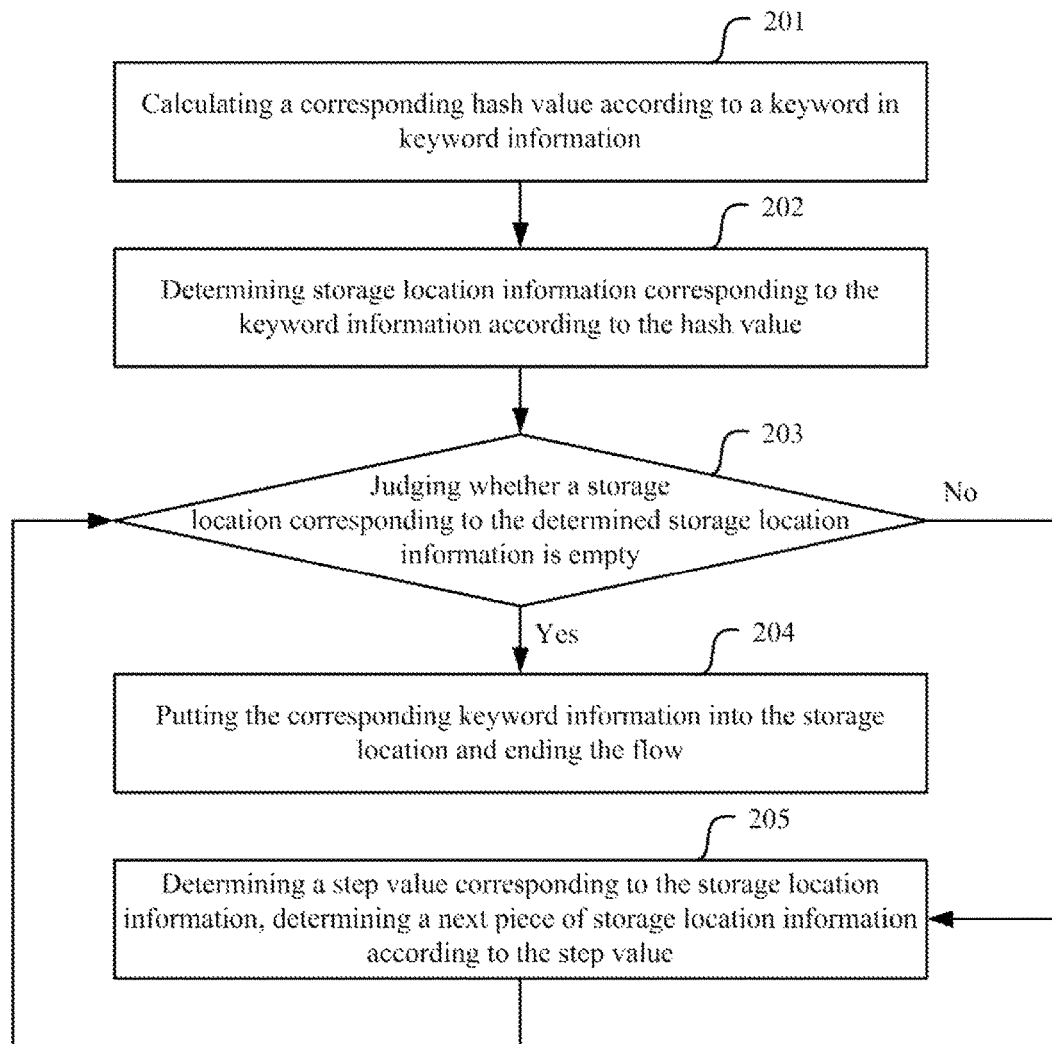 201
Calculating a corresponding hash value according to a keyword in
keyword information
202
Determining storage location information corresponding to the
keyword information according to the hash value
203
Judging whether a storage
location corresponding to the determined storage location
information is empty
No
Yes
204
Putting the corresponding keyword information into the storage
location and ending the flow
205
Determining a step value corresponding to the storage location
information, determining a next piece of storage location information
according to the step value